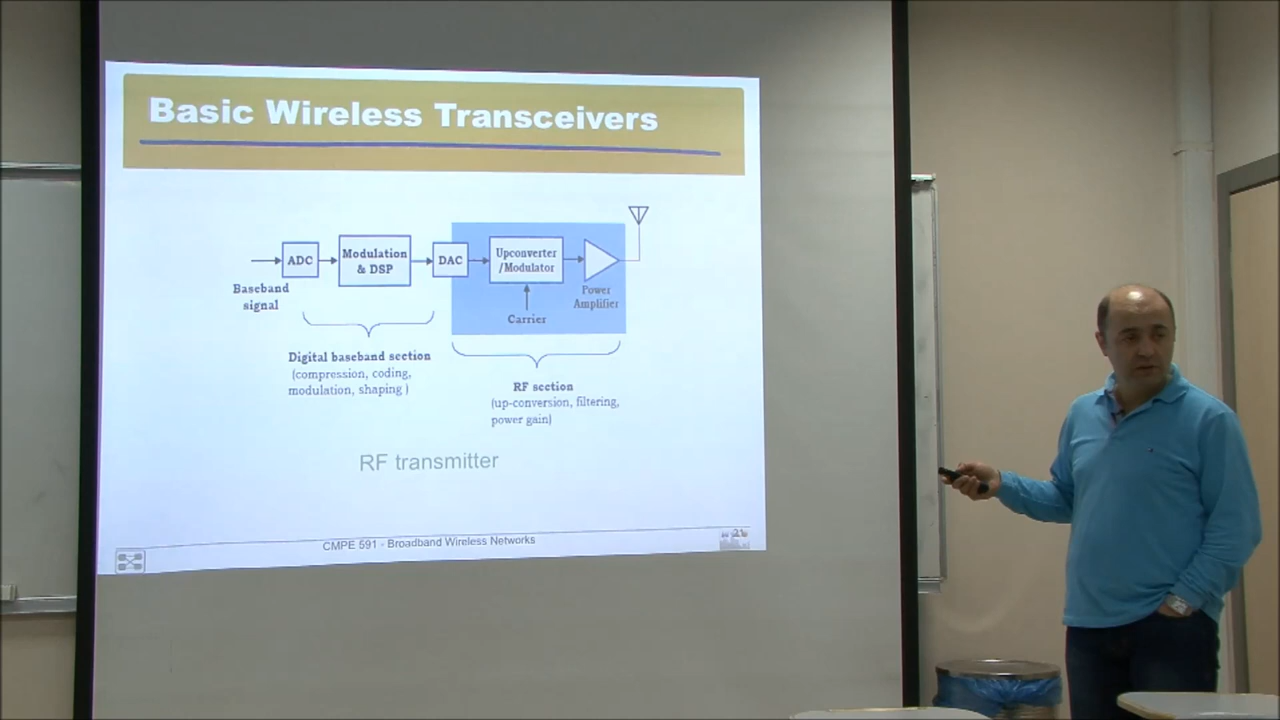 Basic Wireless Transceivers
ADC
Modulation
& DSP
DAC
Upconverter
/Modulator
Baseband
signal
Power
Amplifier
Carrier
Digital baseband section
(compression, coding,
modulation, shaping )
RF section
(up-conversion, filtering,
power gain)
RF transmitter
CMPE 591 - Broadband Wireless Networks